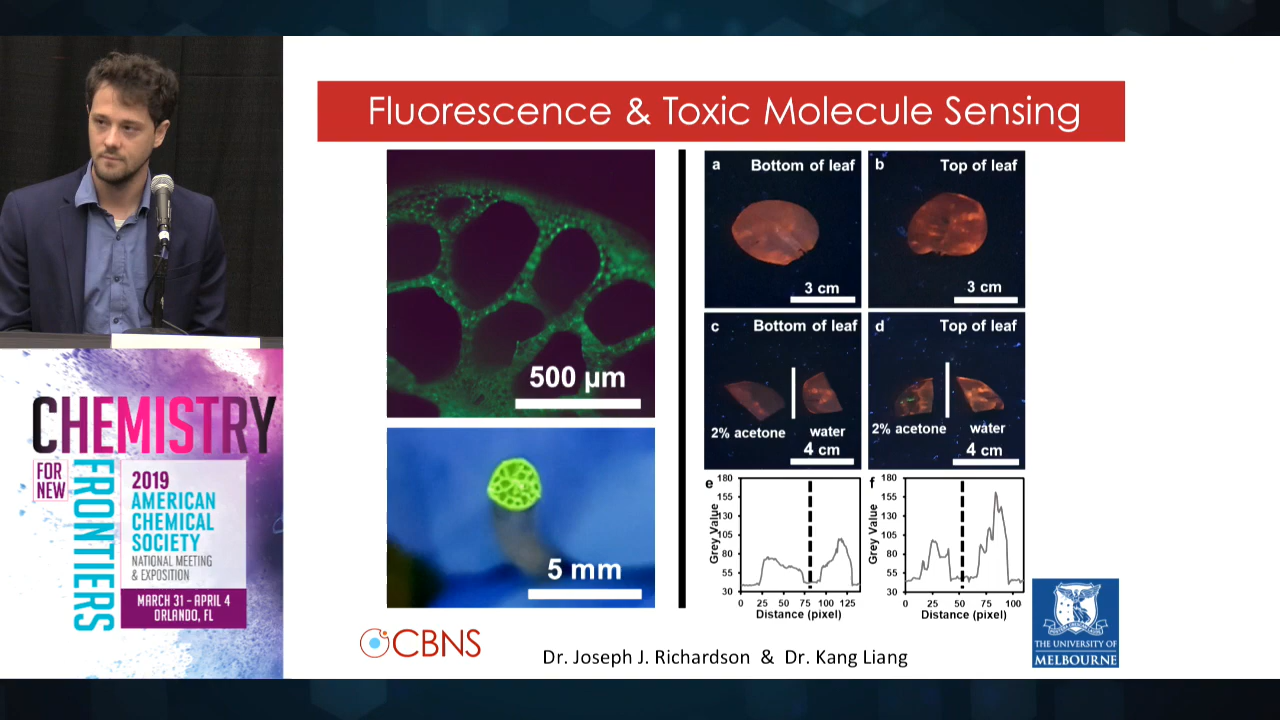 Fluorescence & Toxic Molecule Sensing
500 µm
5 mm
a Bottom of leaf
3 cm
b Top of leaf
3 cm
c Bottom of leaf
2% acetone water
4 cm
d Top of leaf
2% acetone water
4 cm
e
Grey Value
180
155
130
105
80
55
30
0 25 50 75 100 125
Distance (pixel)
f
Grey Value
180
155
130
105
80
55
30
0 25 50 75 100
Distance (pixel)
CBNS
Dr. Joseph J. Richardson & Dr. Kang Liang
THE UNIVERSITY OF
MELBOURNE
CHEMISTRY
FOR
NEW
FRONTIERS
2019
AMERICAN
CHEMICAL
SOCIETY
NATIONAL MEETING
& EXPOSITION
MARCH 31 - APRIL 4
ORLANDO, FL